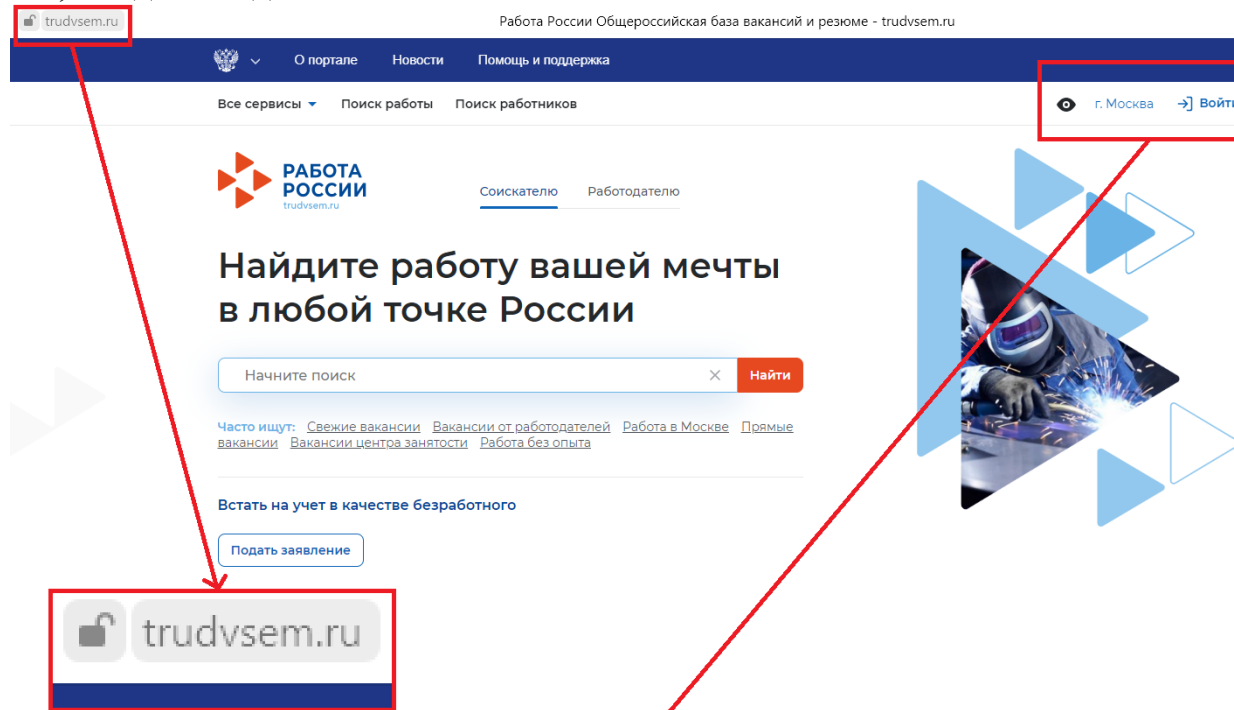 trudvsem.ru
Работа России Общероссийская база вакансий и резюме - trudvsem.ru
О портале Новости Помощь и поддержка
Все сервисы Поиск работы Поиск работников
г. Москва Войти
РАБОТА
РОССИИ
trudvsem.ru
Соискателю Работодателю
Найдите работу вашей мечты
в любой точке России
Начните поиск
Найти
Часто ищут: Свежие вакансии Вакансии от работодателей Работа в Москве Прямые
вакансии Вакансии центра занятости Работа без опыта
Встать на учет в качестве безработного
Подать заявление
trudvsem.ru